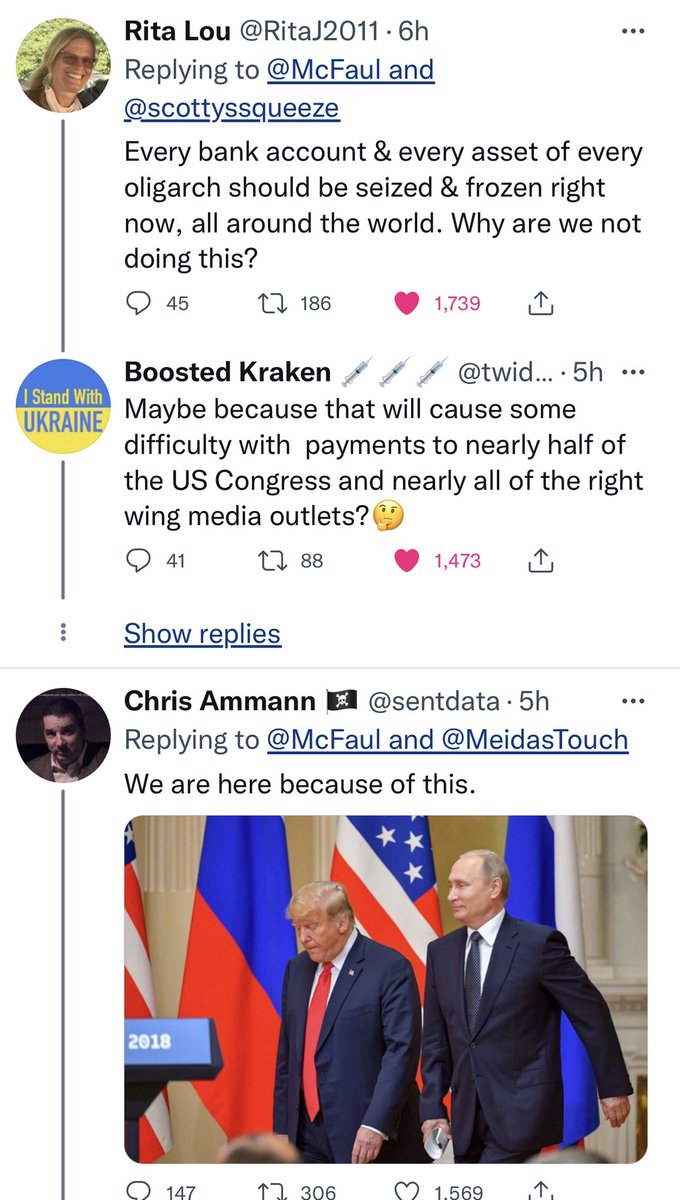 Rita Lou @RitaJ2011 · 6h
Replying to @McFaul and
@scottyssqueeze
Every bank account & every asset of every
oligarch should be seized & frozen right
now, all around the world. Why are we not
doing this?
45 186 1,739
I Stand With
UKRAINE
Boosted Kraken 💉💉💉 @twid... · 5h
Maybe because that will cause some
difficulty with payments to nearly half of
the US Congress and nearly all of the right
wing media outlets?🤔
41 88 1,473
Show replies
Chris Ammann 🏴‍☠️ @sentdata · 5h
Replying to @McFaul and @MeidasTouch
We are here because of this.
2018
147 306 1,569